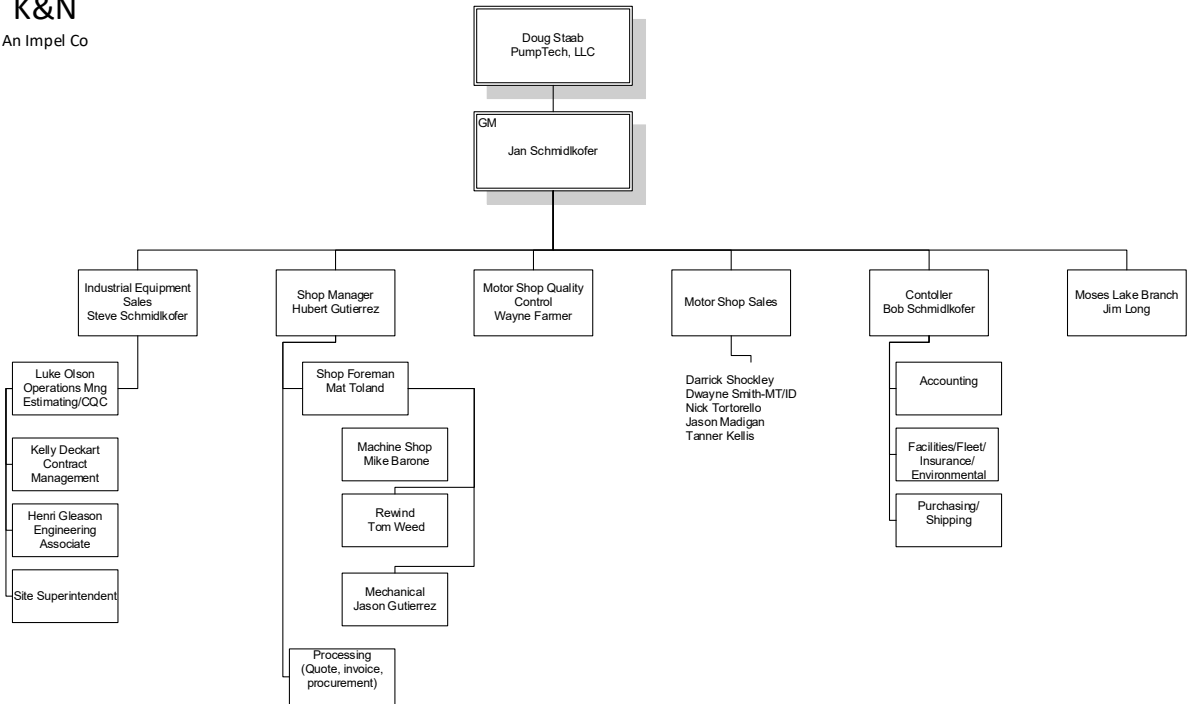 K&N
An Impel Co
Doug Staab
PumpTech, LLC
GM
Jan Schmidlkofer
Industrial Equipment
Sales
Steve Schmidlkofer
Shop Manager
Hubert Gutierrez
Motor Shop Quality
Control
Wayne Farmer
Motor Shop Sales
Contoller
Bob Schmidlkofer
Moses Lake Branch
Jim Long
Luke Olson
Operations Mng
Estimating/CQC
Kelly Deckart
Contract
Management
Henri Gleason
Engineering
Associate
Site Superintendent
Shop Foreman
Mat Toland
Machine Shop
Mike Barone
Rewind
Tom Weed
Mechanical
Jason Gutierrez
Processing
(Quote, invoice,
procurement)
Darrick Shockley
Dwayne Smith-MT/ID
Nick Tortorello
Jason Madigan
Tanner Kellis
Accounting
Facilities/Fleet/
Insurance/
Environmental
Purchasing/
Shipping